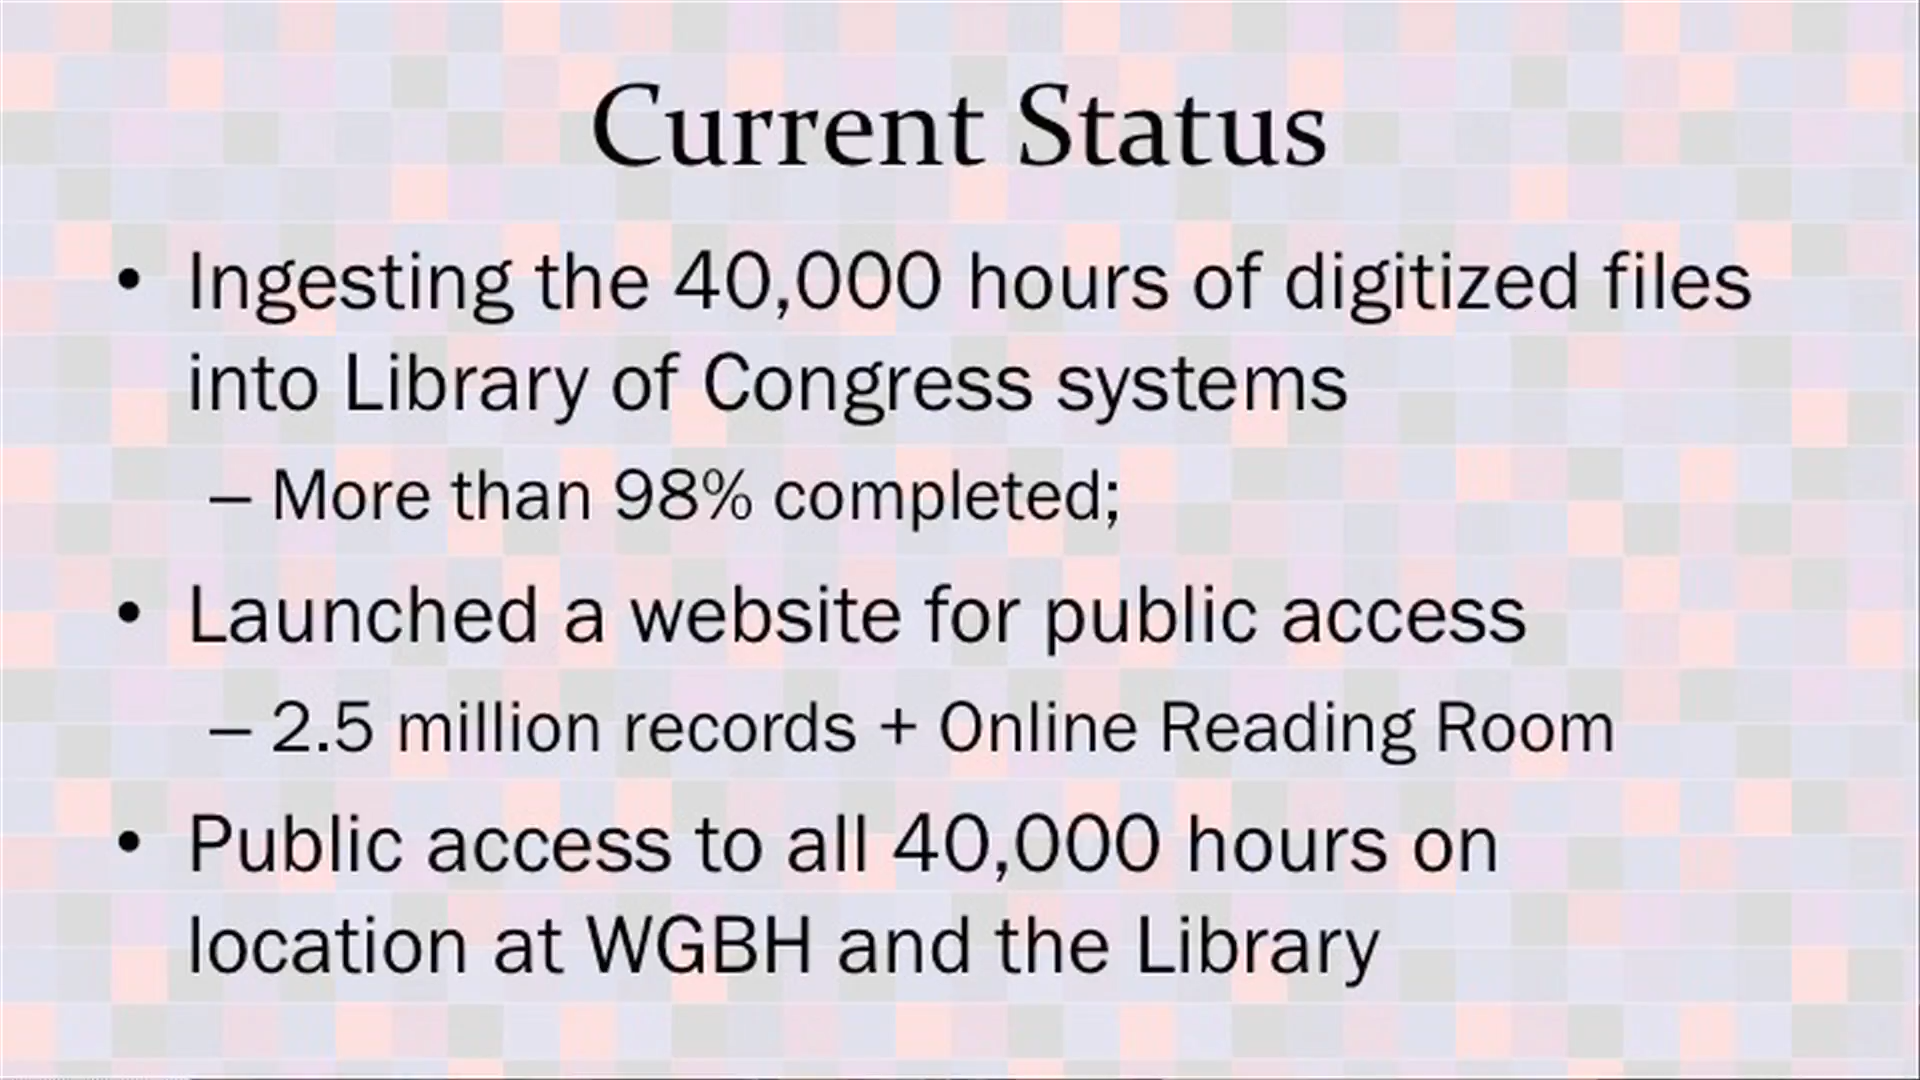 Current Status
• Ingesting the 40,000 hours of digitized files
into Library of Congress systems
– More than 98% completed;
• Launched a website for public access
– 2.5 million records + Online Reading Room
• Public access to all 40,000 hours on
location at WGBH and the Library